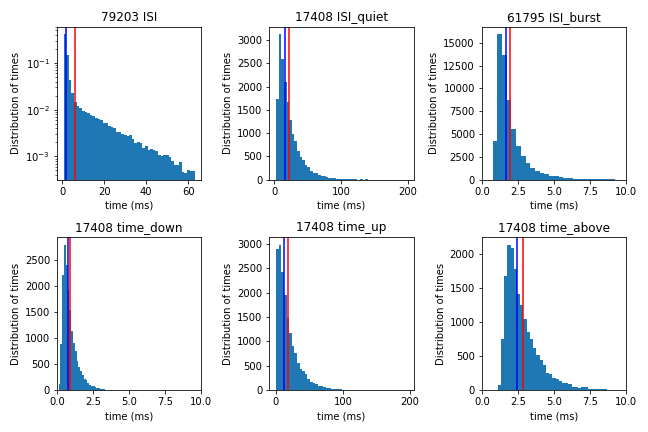 79203 ISI
Distribution of times
10⁻¹
10⁻²
10⁻³
0 20 40 60
time (ms)
17408 ISI_quiet
Distribution of times
3000
2500
2000
1500
1000
500
0
0 100 200
time (ms)
61795 ISI_burst
Distribution of times
15000
12500
10000
7500
5000
2500
0
0.0 2.5 5.0 7.5 10.0
time (ms)
17408 time_down
Distribution of times
2500
2000
1500
1000
500
0
0.0 2.5 5.0 7.5 10.0
time (ms)
17408 time_up
Distribution of times
3000
2500
2000
1500
1000
500
0
0 100 200
time (ms)
17408 time_above
Distribution of times
2000
1500
1000
500
0
0.0 2.5 5.0 7.5 10.0
time (ms)